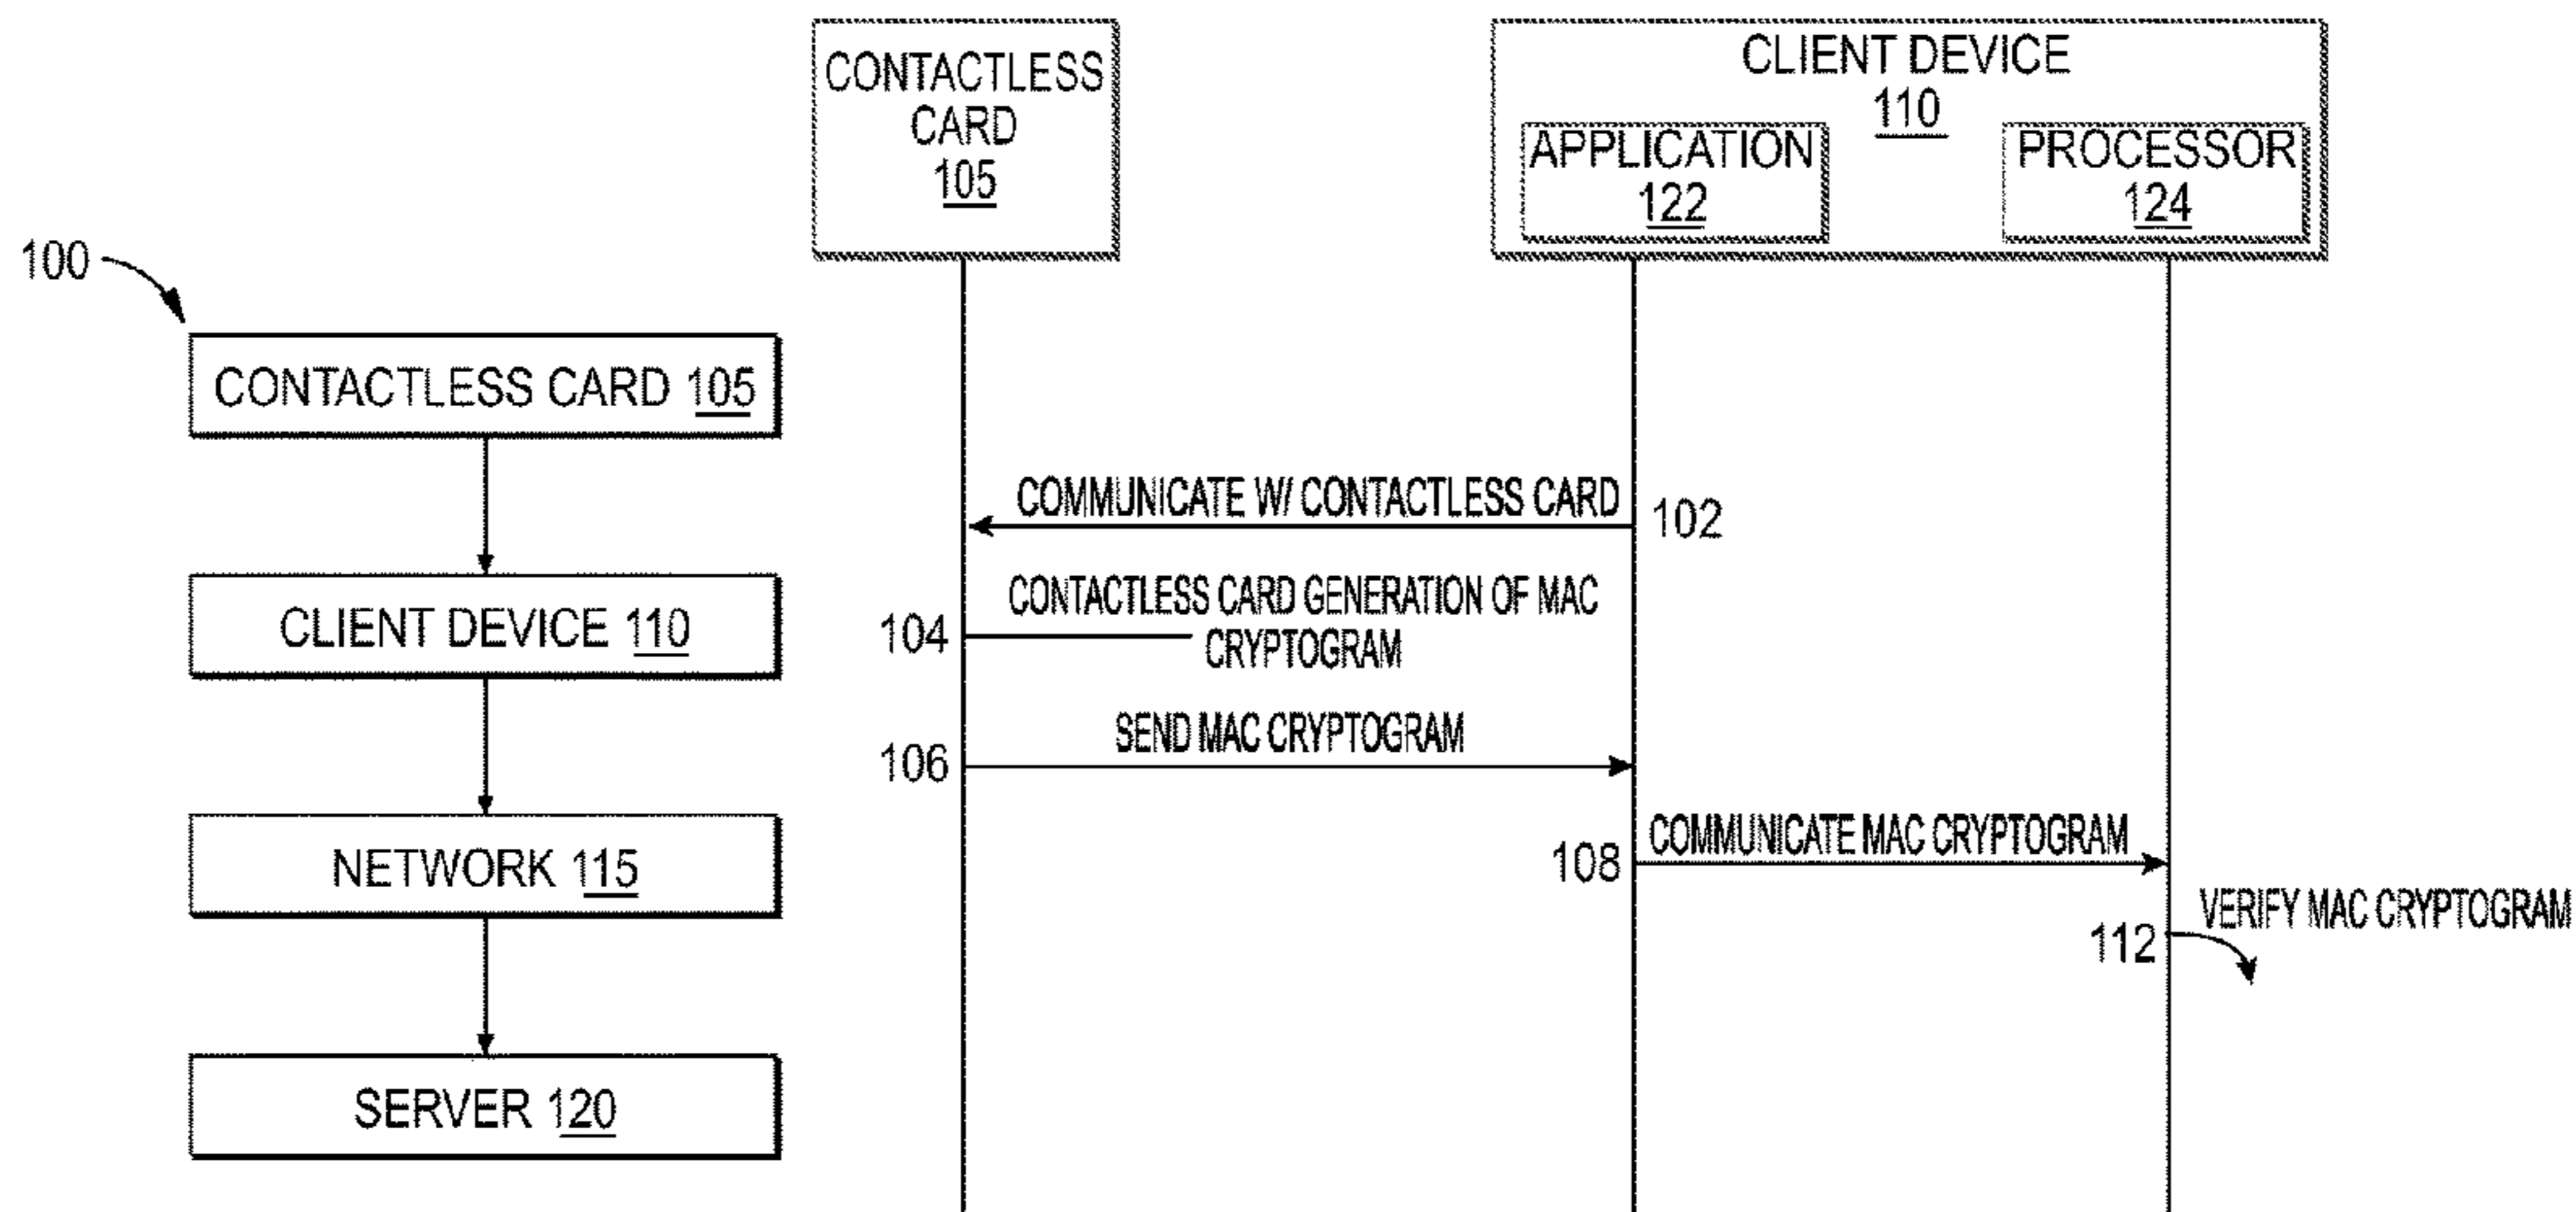 100
CONTACTLESS CARD 105
CLIENT DEVICE 110
NETWORK 115
SERVER 120
CONTACTLESS
CARD
105
CLIENT DEVICE
110
APPLICATION
122
PROCESSOR
124
COMMUNICATE W/ CONTACTLESS CARD
102
CONTACTLESS CARD GENERATION OF MAC
104
CRYPTOGRAM
SEND MAC CRYPTOGRAM
106
COMMUNICATE MAC CRYPTOGRAM
108
VERIFY MAC CRYPTOGRAM
112